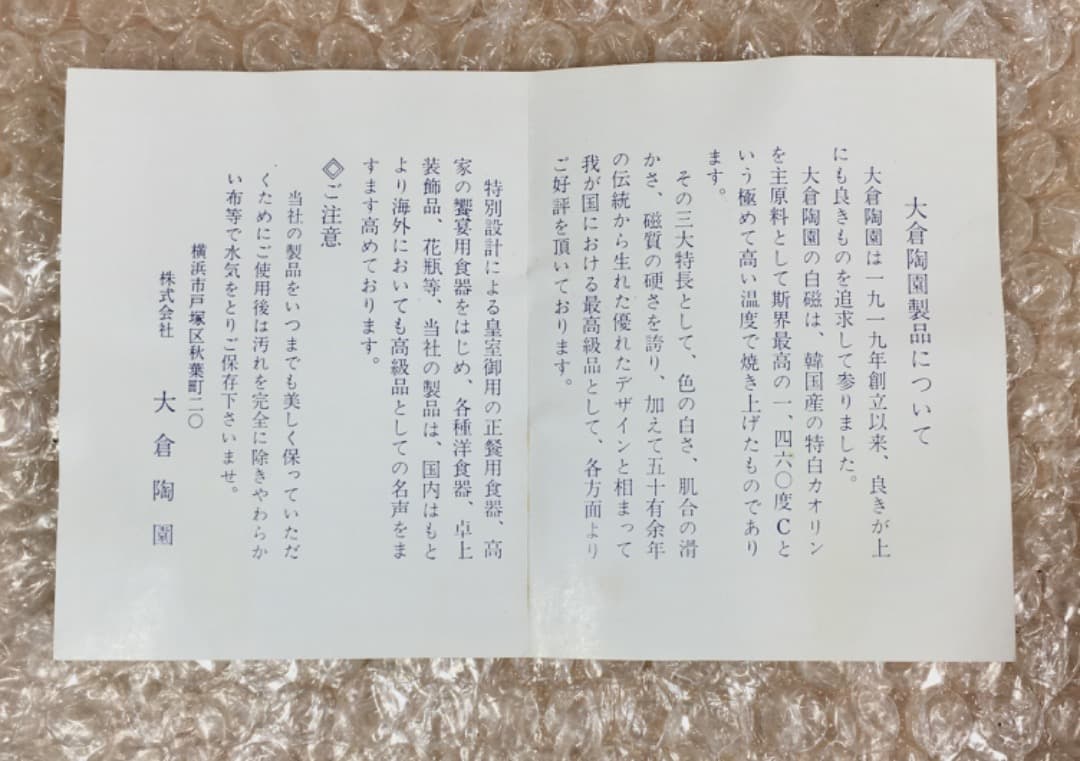 大倉陶園製品について
大倉陶園は一九一九年創立以来、良きが上
にも良きものを追求して参りました。
大倉陶園の白磁は、韓国産の特白カオリン
を主原料として斯界最高の一、四六〇度Cと
いう極めて高い温度で焼き上げたものであり
ます。
その三大特長として、色の白さ、肌合の滑
かさ、磁質の硬さを誇り、加えて五十有余年
の伝統から生れた優れたデザインと相まって
我が国における最高級品として、各方面より
ご好評を頂いております。
特別設計による皇室御用の正餐用食器、高
家の饗宴用食器をはじめ、各種洋食器、卓上
装飾品、花瓶等、当社の製品は、国内はもと
より海外においても高級品としての名声をま
すます高めております。
◇ご注意
当社の製品をいつまでも美しく保っていただ
くためにご使用後は汚れを完全に除きやわらか
い布等で水気をとりご保存下さいませ。
横浜市戸塚区秋葉町二〇
株式会社 大倉陶園